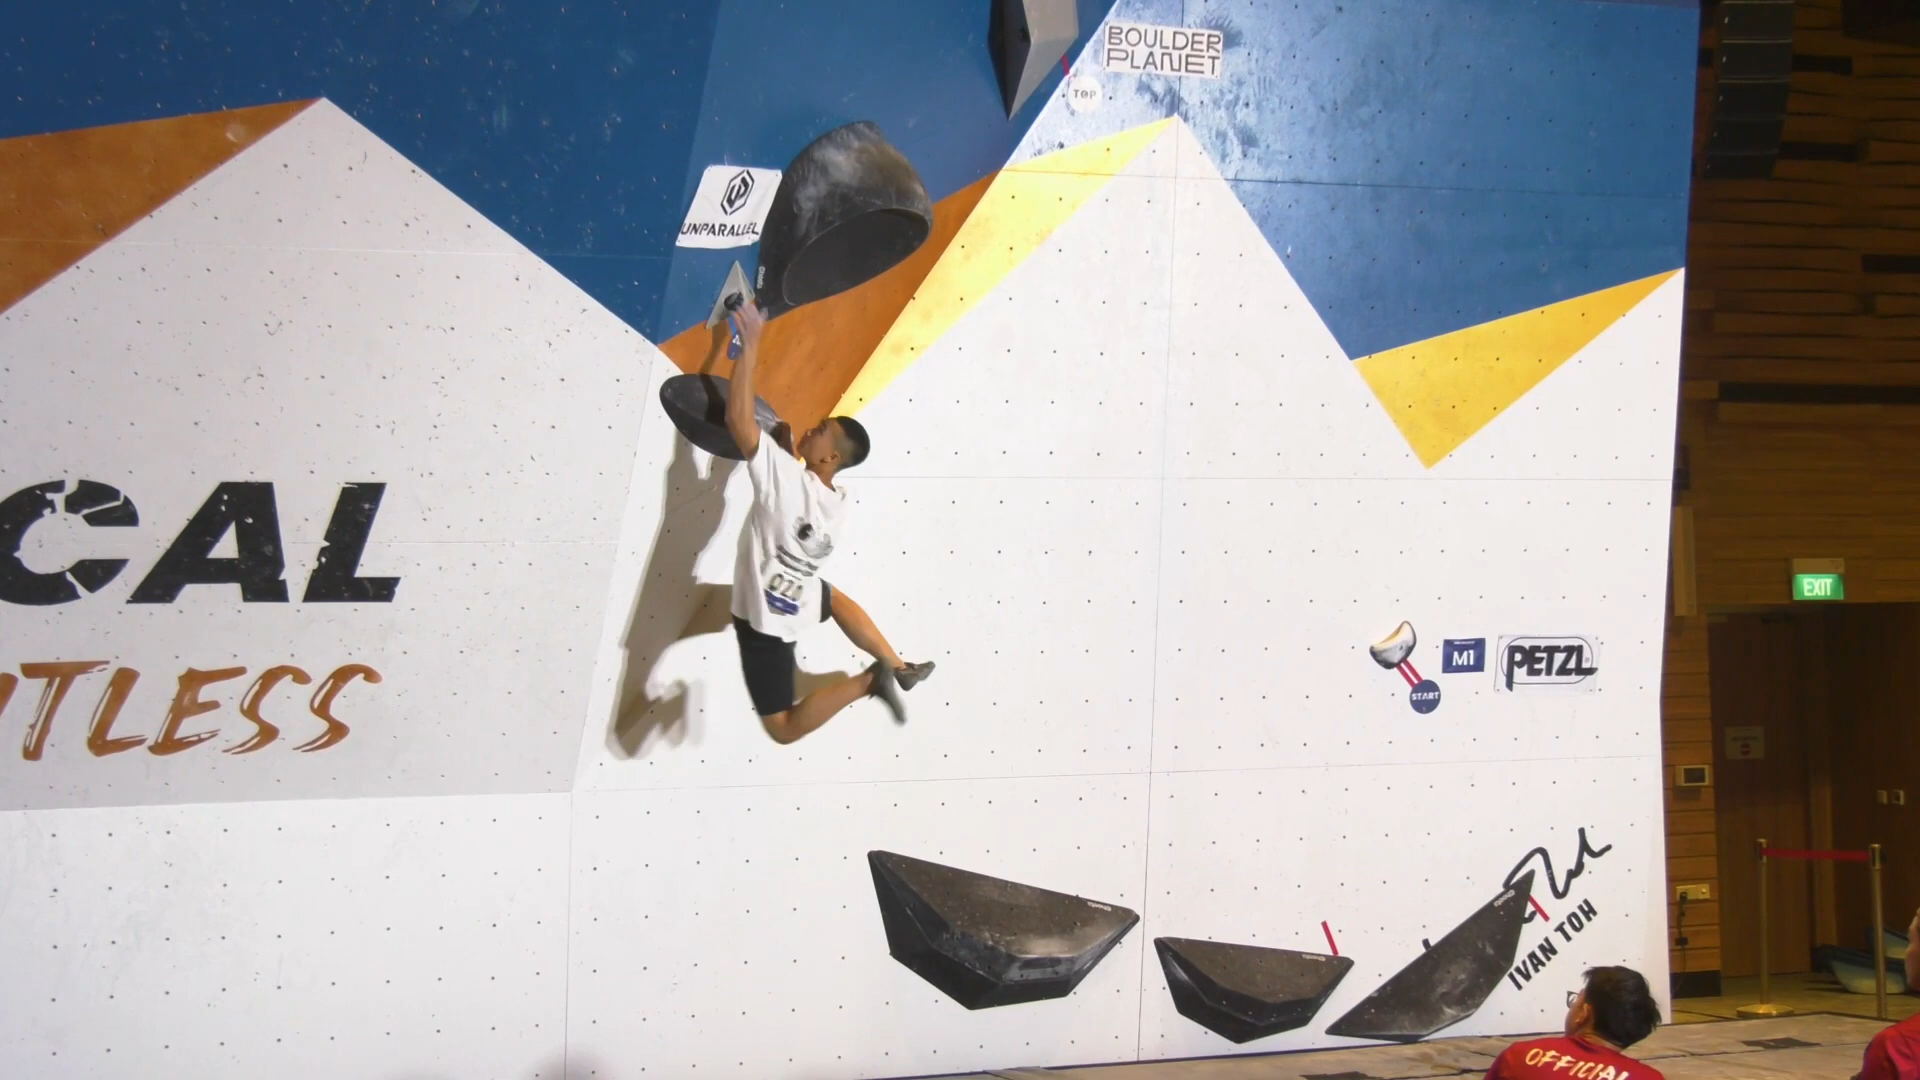 BOULDER
PLANET
TOP
UNPARALLEL
CAL
TLESS
EXIT
M1
PETZL
START
IVAN TOH
OFFICIAL